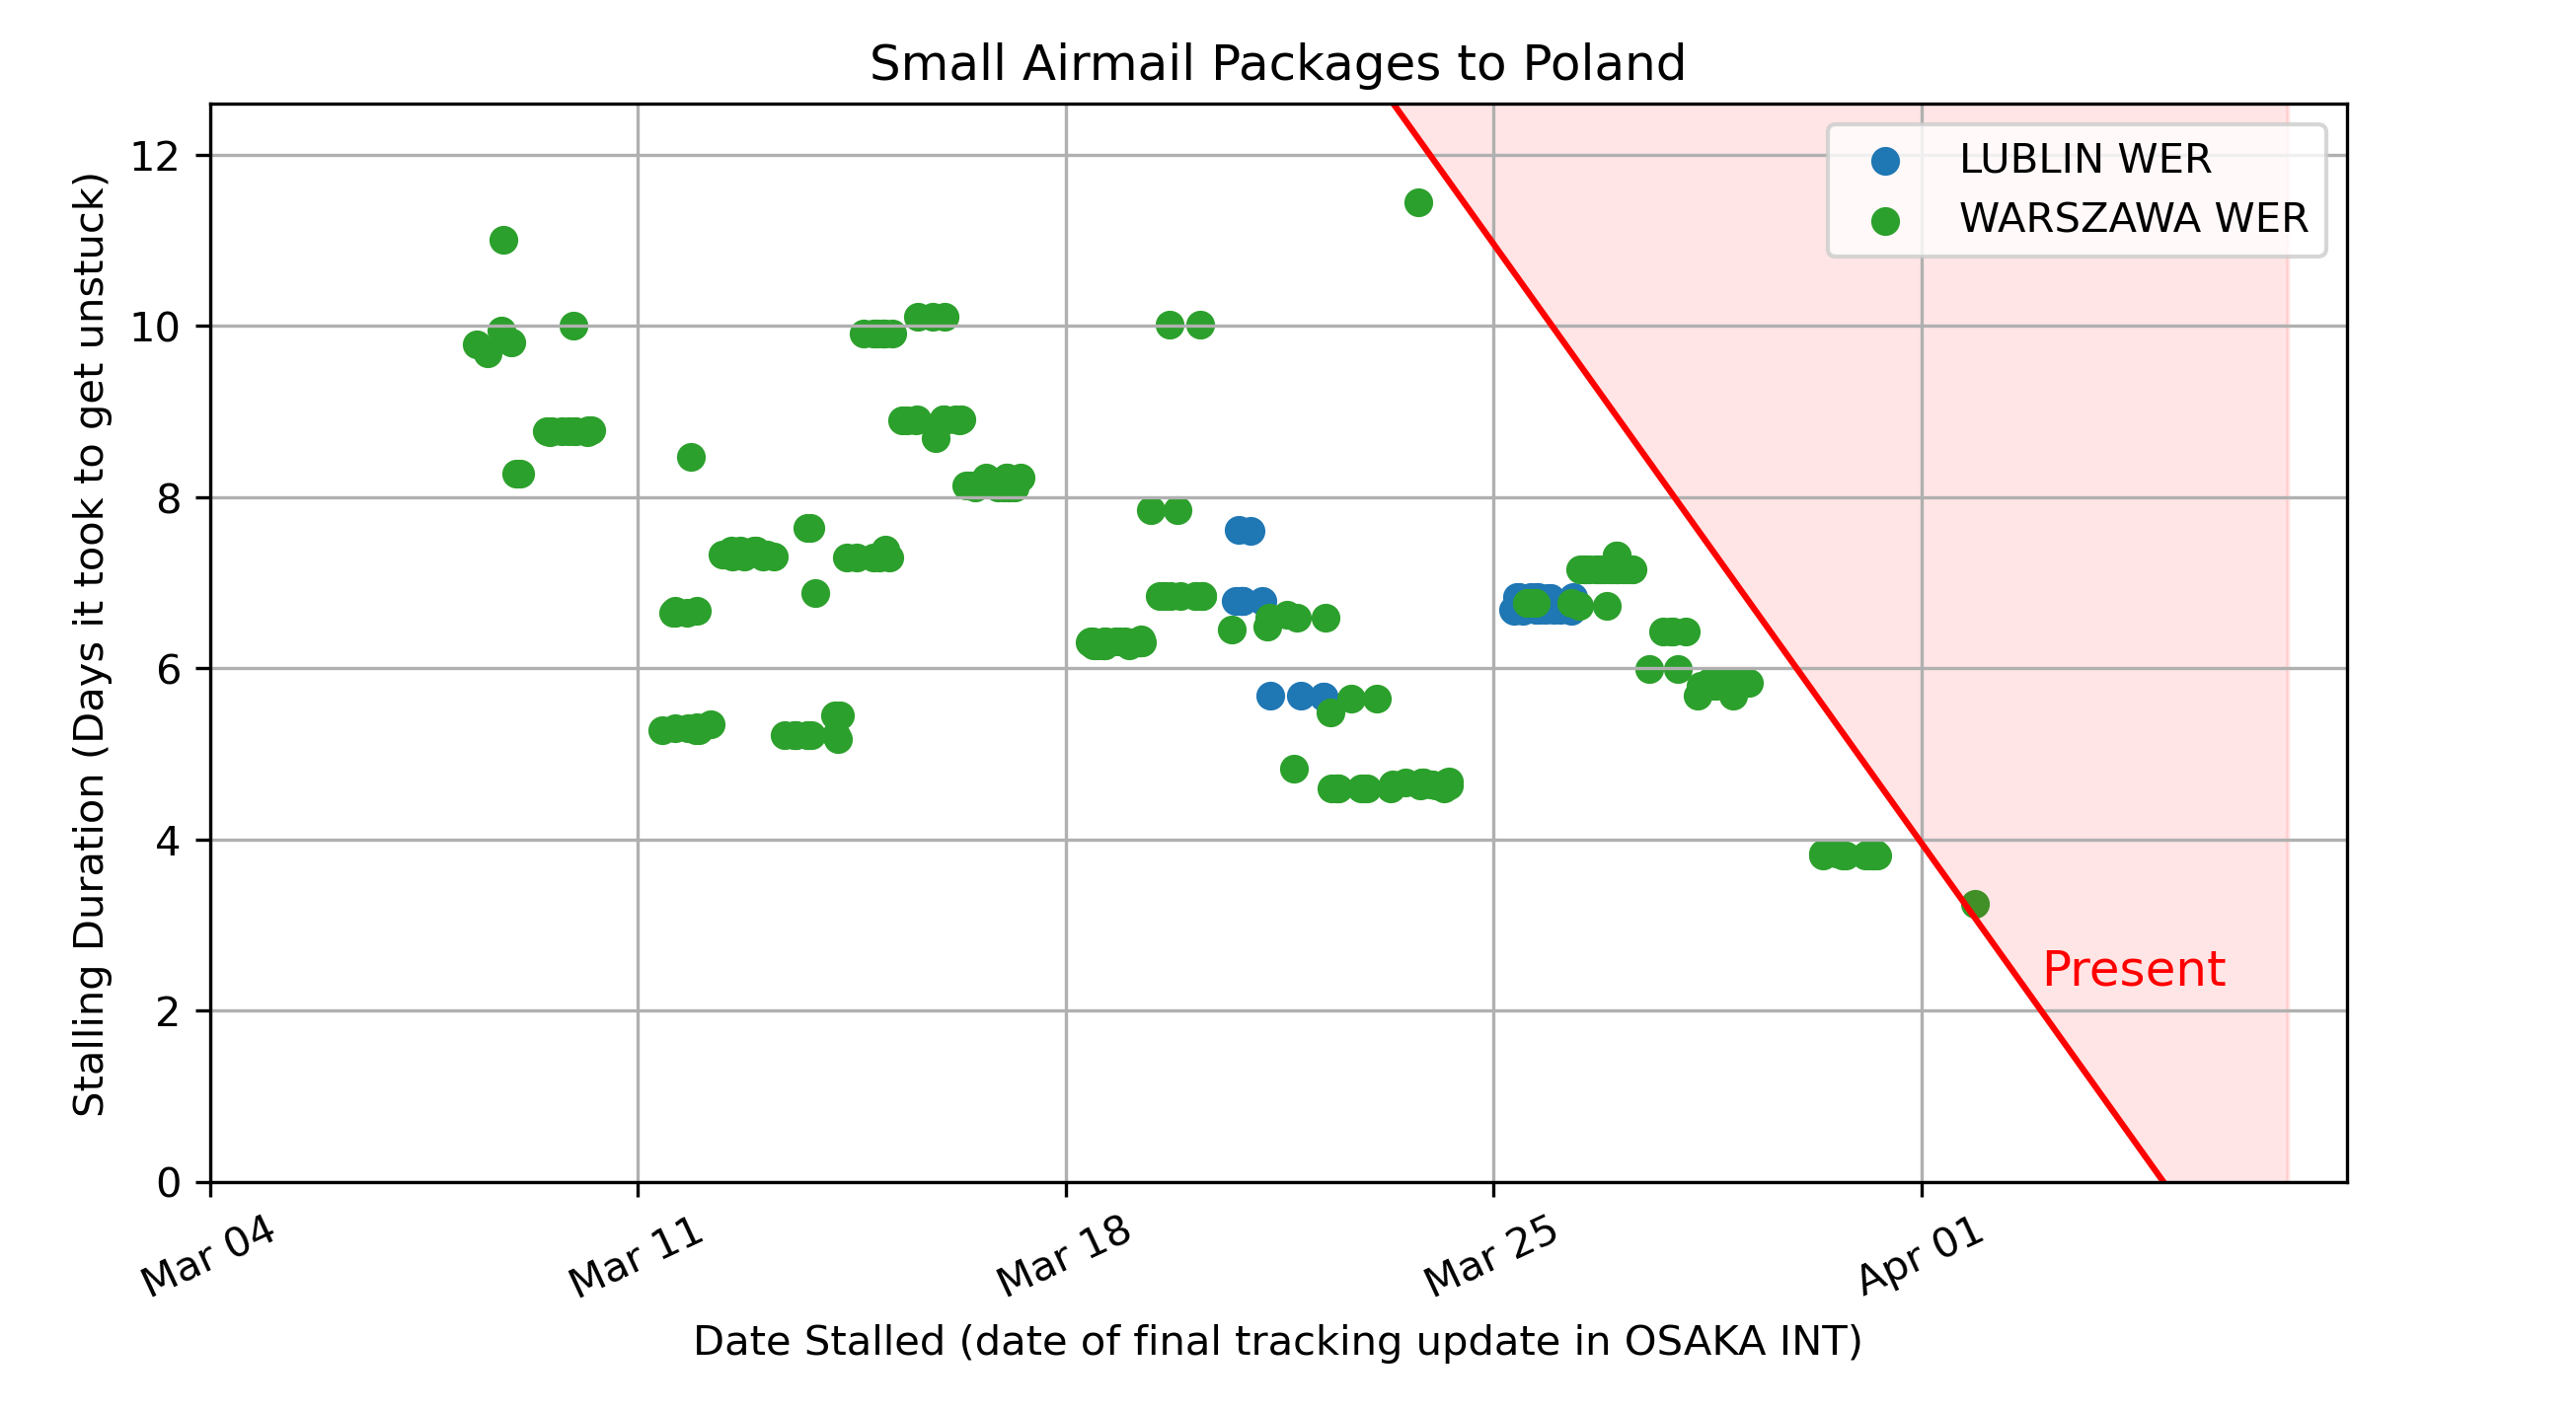 Small Airmail Packages to Poland
Stalling Duration (Days it took to get unstuck)
12
10
8
6
4
2
0
LUBLIN WER
WARSZAWA WER
Present
Mar 04
Mar 11
Mar 18
Mar 25
Apr 01
Date Stalled (date of final tracking update in OSAKA INT)